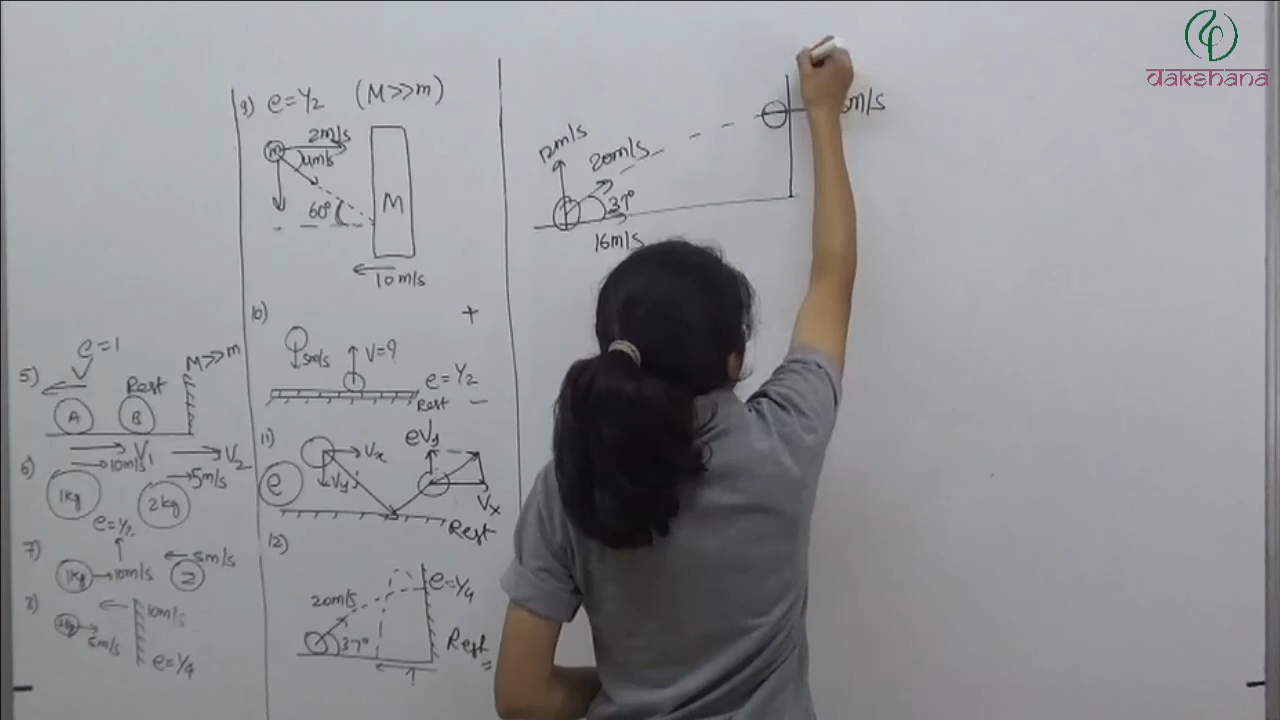 dakshana
5) e=1
M>>m
Rest
A B
V₁ V₂
6) 10m/s
5m/s
1kg 2kg
e=1/2
7) 1kg 10m/s
5m/s
2
8) 10m/s
5m/s
e=1/4
9) e=1/2 (M>>m)
m 2m/s
4m/s
60°
M
10m/s
10)
+
5m/s V=?
e=1/2
Rest -
11) Vx
Vy
e
eVy
Vx
Rest
12)
20m/s
37°
e=1/4
Rest
?
12m/s
20m/s
37°
16m/s
m/s